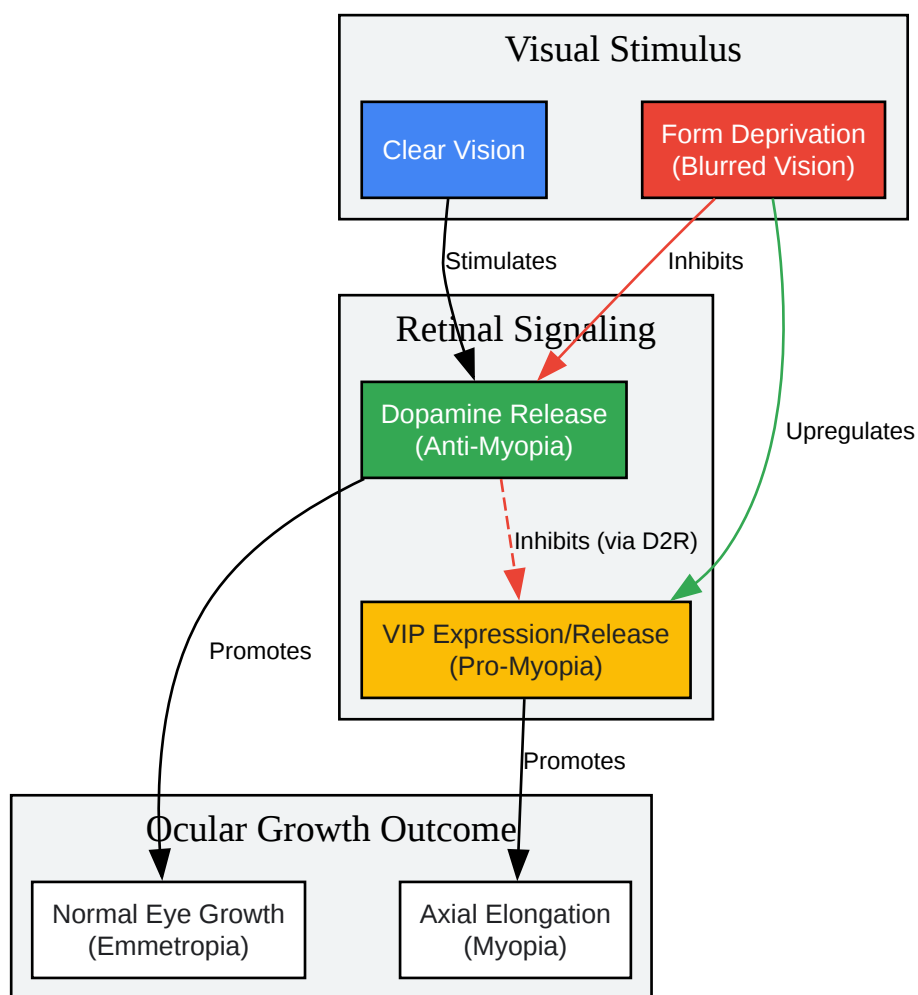 Visual Stimulus
Clear Vision
Form Deprivation
(Blurred Vision)
Stimulates
Inhibits
Retinal Signaling
Dopamine Release
(Anti-Myopia)
Upregulates
Inhibits (via D2R)
VIP Expression/Release
(Pro-Myopia)
Promotes
Promotes
Ocular Growth Outcome
Normal Eye Growth
(Emmetropia)
Axial Elongation
(Myopia)